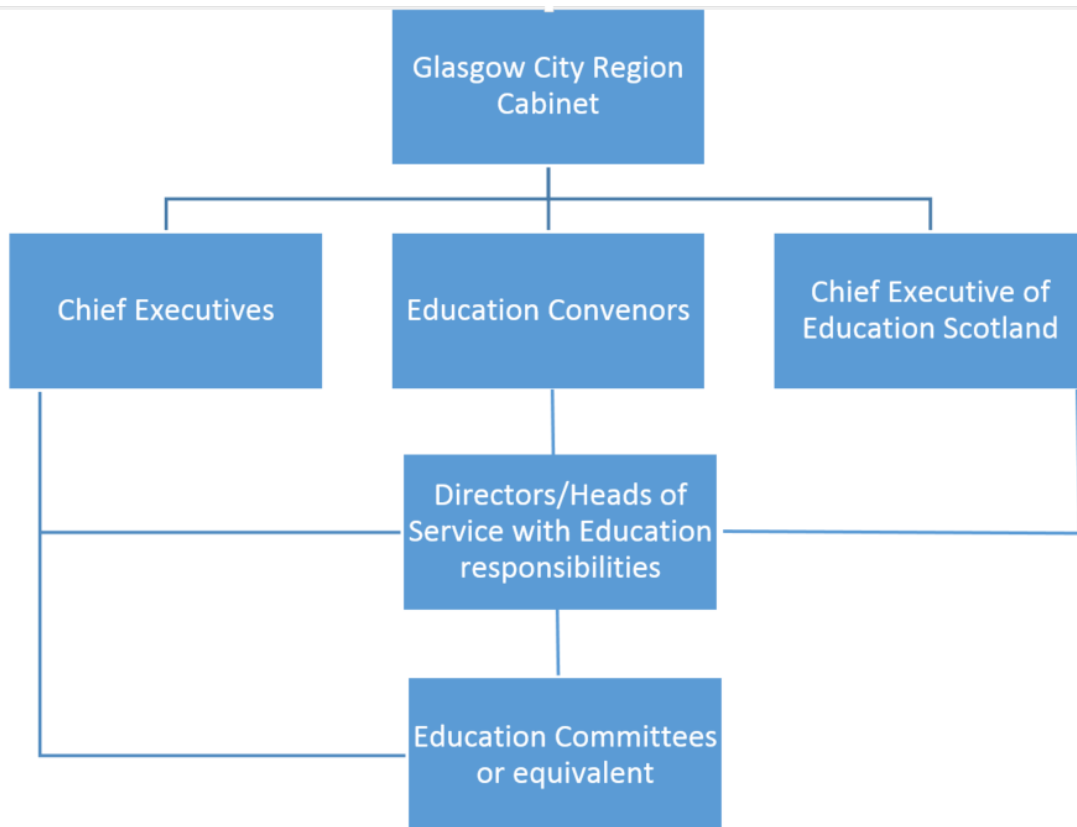 Glasgow City Region
Cabinet
Chief Executives
Education Convenors
Chief Executive of
Education Scotland
Directors/Heads of
Service with Education
responsibilities
Education Committees
or equivalent